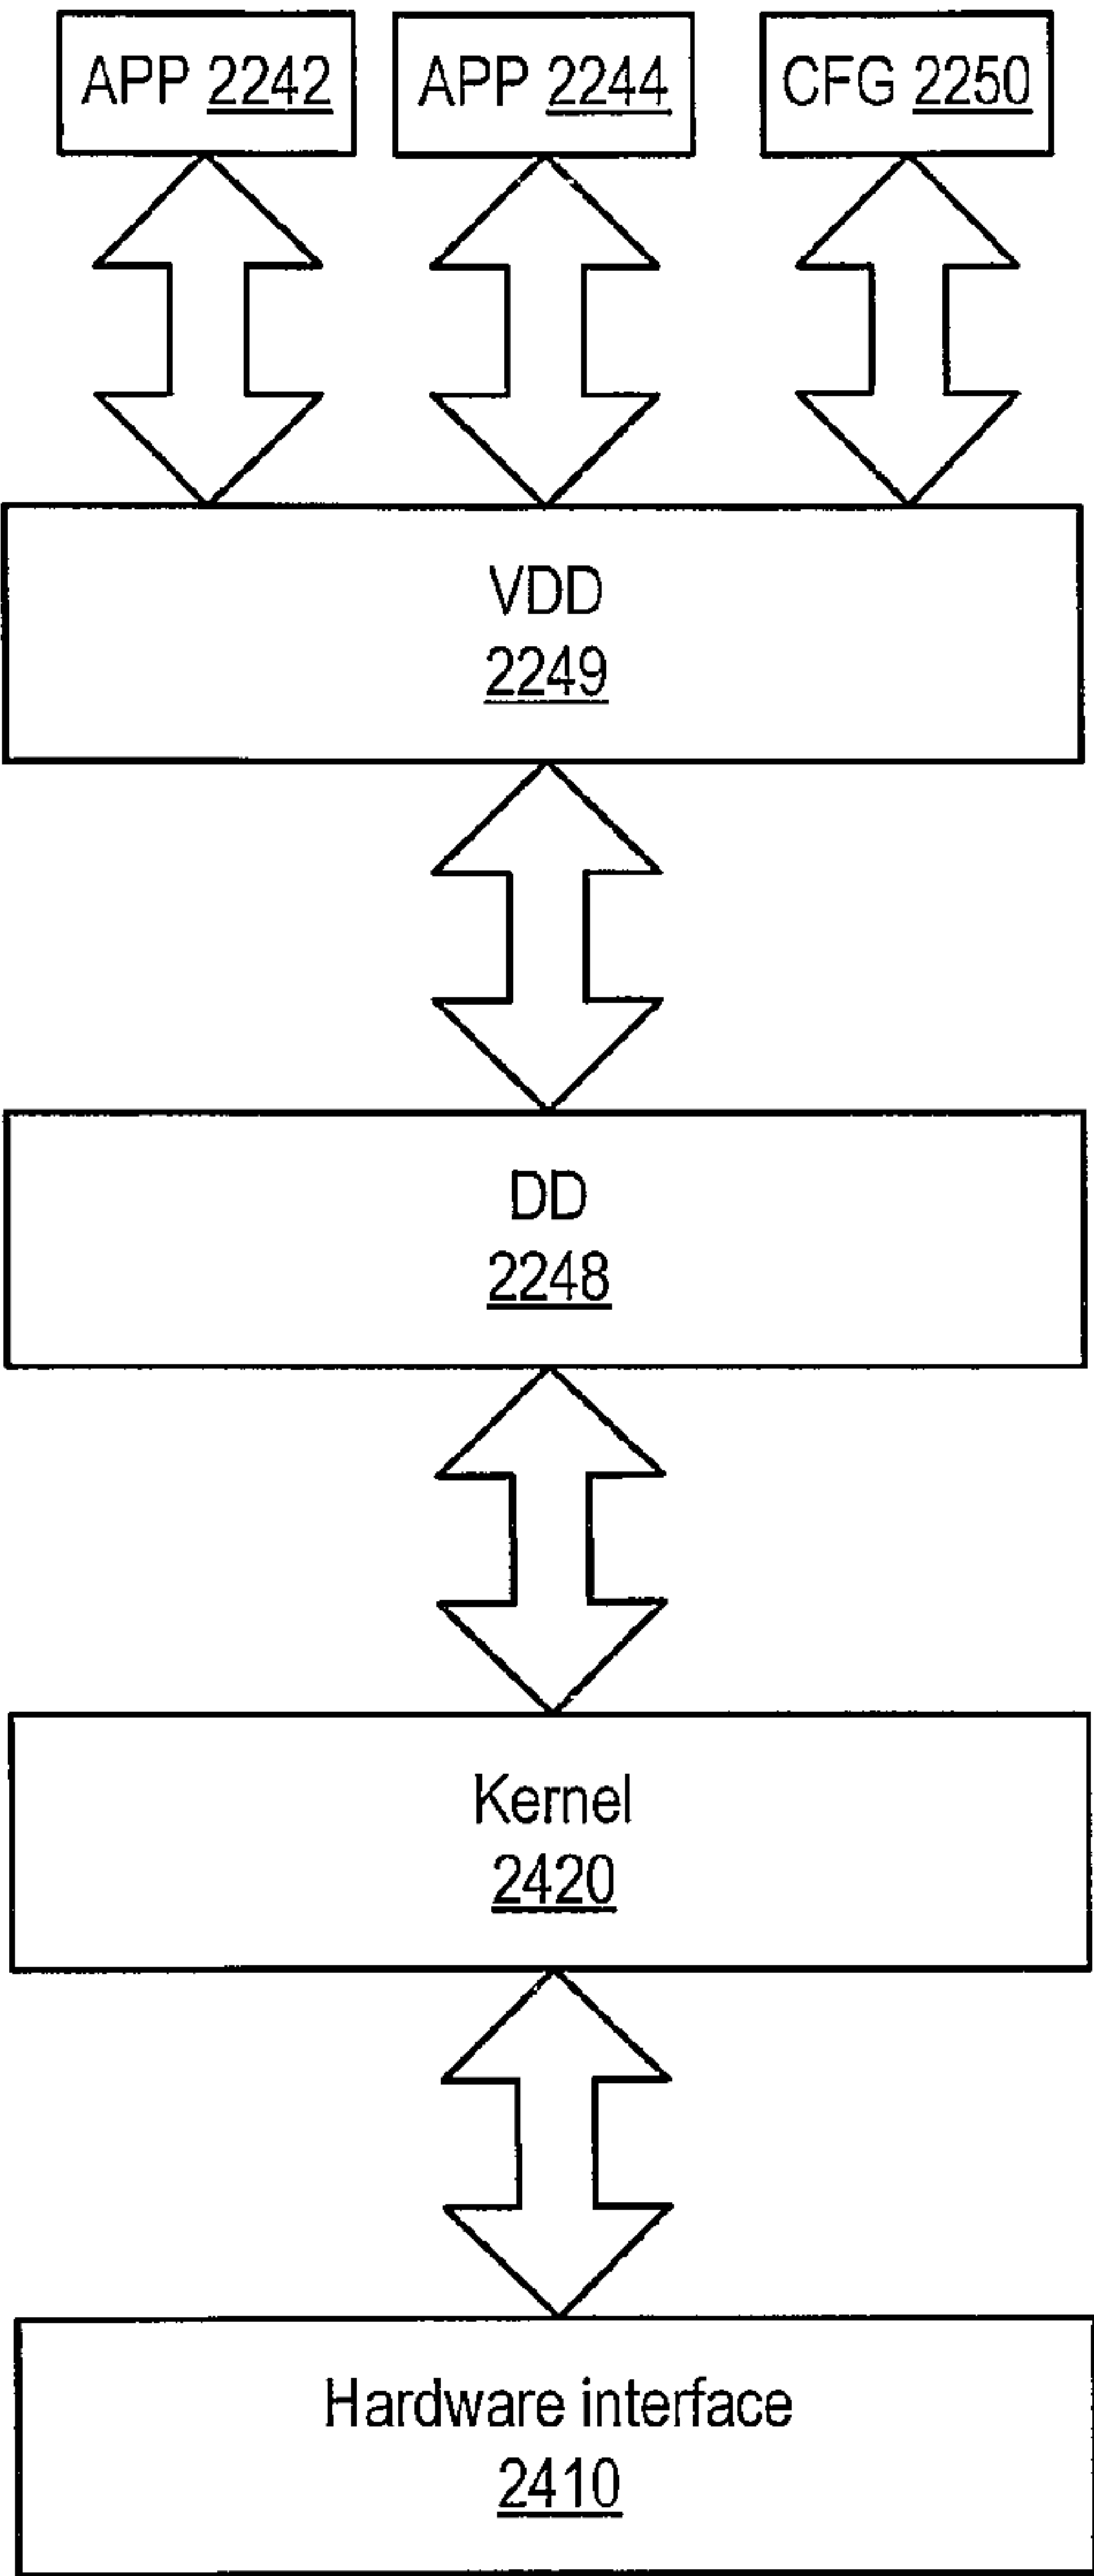 APP 2242
APP 2244
CFG 2250
VDD
2249
DD
2248
Kernel
2420
Hardware interface
2410